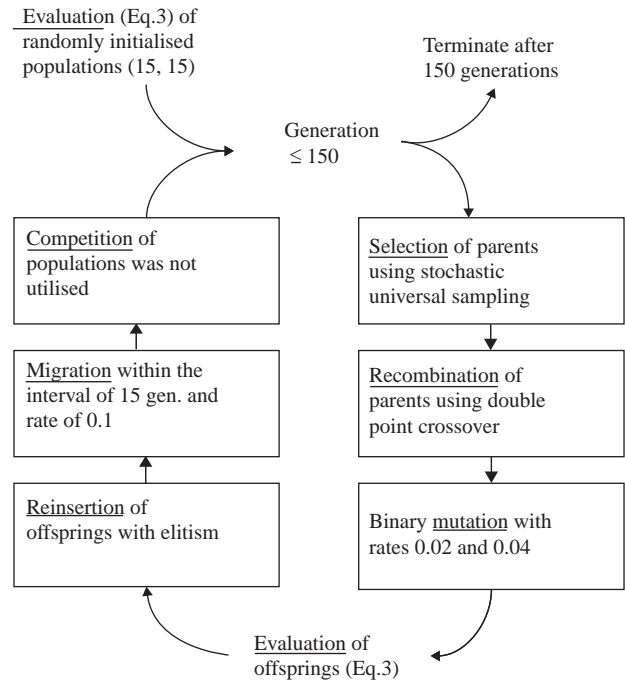 Evaluation (Eq.3) of
randomly initialised
populations (15, 15)
Terminate after
150 generations
Generation
≤ 150
Competition of
populations was not
utilised
Selection of parents
using stochastic
universal sampling
Migration within the
interval of 15 gen. and
rate of 0.1
Recombination of
parents using double
point crossover
Reinsertion of
offsprings with elitism
Binary mutation with
rates 0.02 and 0.04
Evaluation of
offsprings (Eq.3)